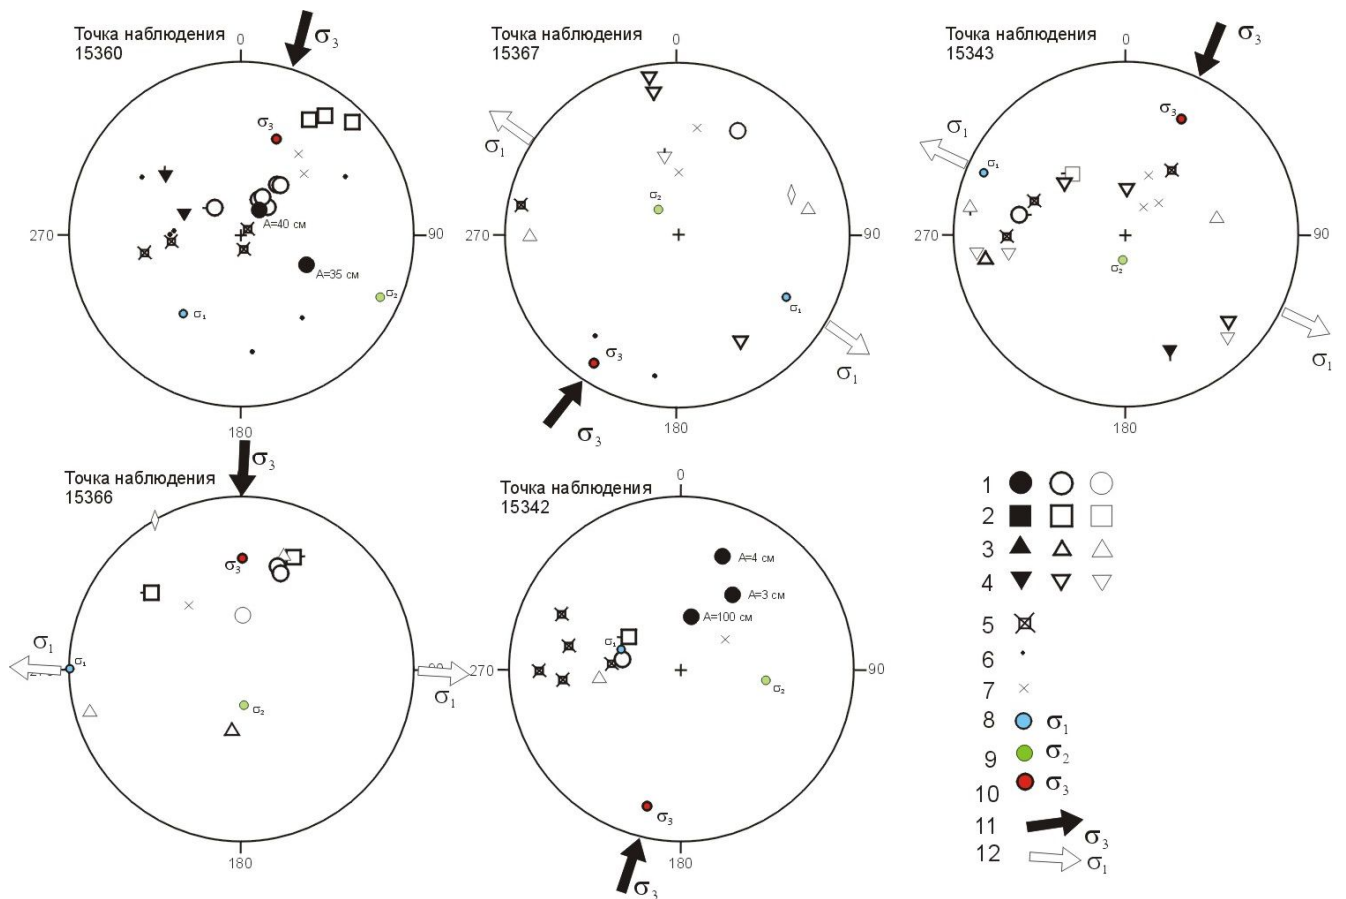 Точка наблюдения
15360
0
σ3
σ3
270
90
A=40 см
A=35 см
σ2
σ1
180
Точка наблюдения
15367
0
σ1
σ2
270
90
σ1
σ3
σ1
σ3
180
Точка наблюдения
15343
0
σ3
σ3
σ1
σ1
270
90
σ2
σ1
180
Точка наблюдения
15366
σ3
σ3
σ1
σ1
σ2
σ1
180
Точка наблюдения
15342
0
A=4 см
A=3 см
A=100 см
σ1
270
90
σ2
σ3
180
σ3
1
2
3
4
5
6
7
8 σ1
9 σ2
10 σ3
11 σ3
12 σ1